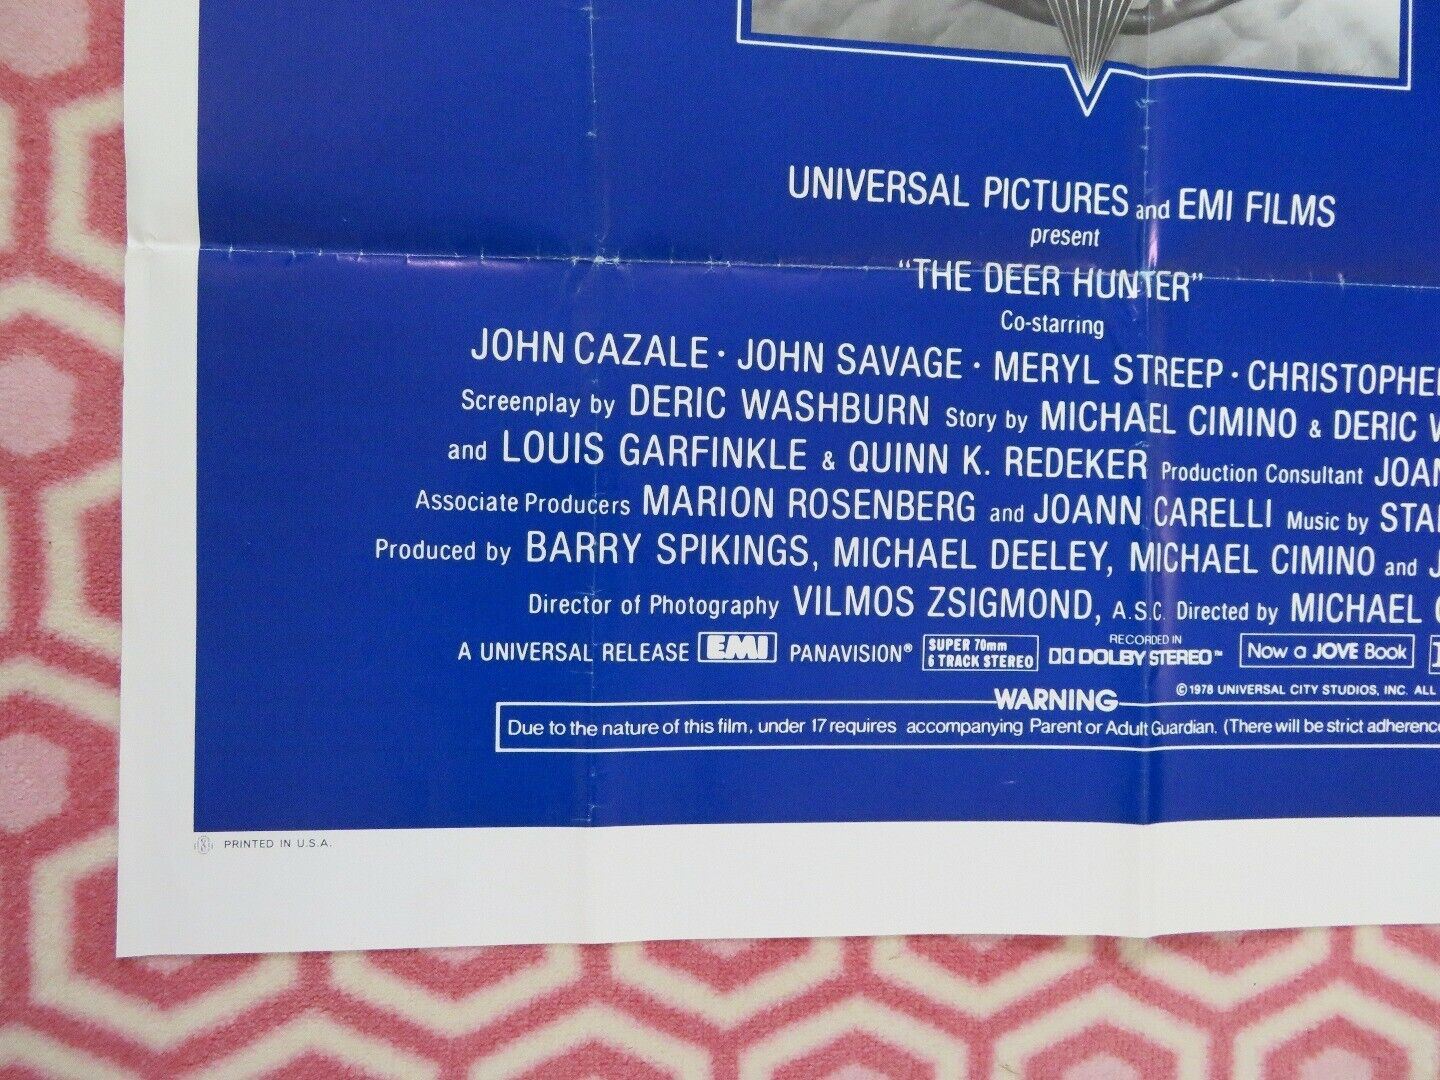 UNIVERSAL PICTURES and EMI FILMS
present
"THE DEER HUNTER"
Co-starring
JOHN CAZALE · JOHN SAVAGE · MERYL STREEP · CHRISTOPHE
Screenplay by DERIC WASHBURN Story by MICHAEL CIMINO & DERIC W
and LOUIS GARFINKLE & QUINN K. REDEKER Production Consultant JOAN
Associate Producers MARION ROSENBERG and JOANN CARELLI Music by STA
Produced by BARRY SPIKINGS, MICHAEL DEELEY, MICHAEL CIMINO and J
Director of Photography VILMOS ZSIGMOND, A.S.C. Directed by MICHAEL
A UNIVERSAL RELEASE EMI PANAVISION® SUPER 70mm 6 TRACK STEREO RECORDED IN DOLBY STEREO™ Now a JOVE Book
©1978 UNIVERSAL CITY STUDIOS, INC. ALL
WARNING
Due to the nature of this film, under 17 requires accompanying Parent or Adult Guardian. (There will be strict adherence
PRINTED IN U.S.A.